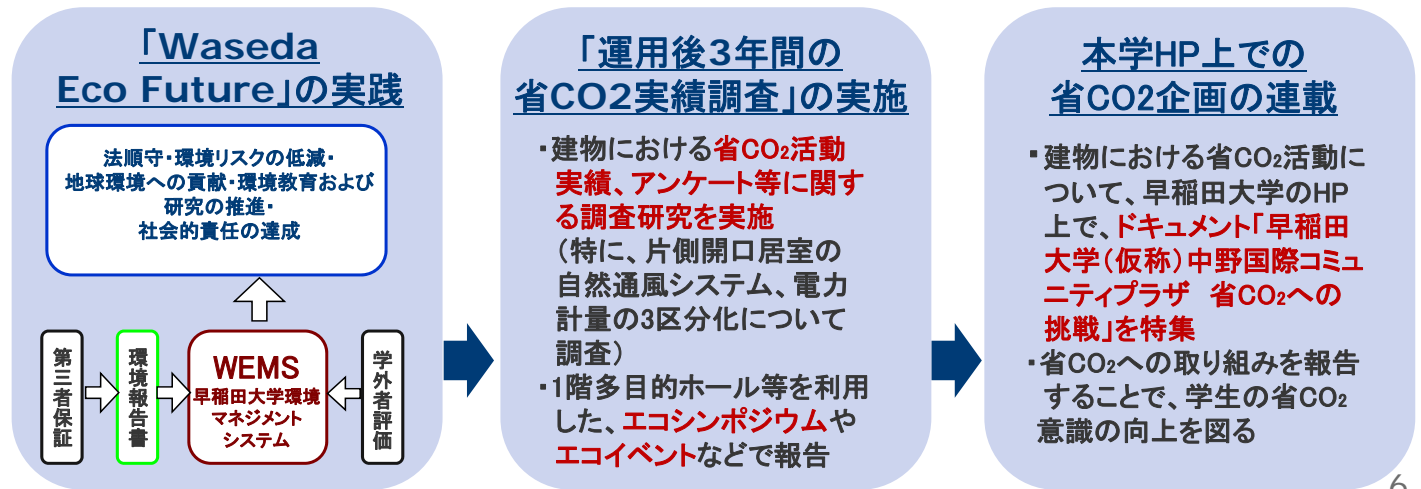 「Waseda
Eco Future」の実践
法順守・環境リスクの低減・
地球環境への貢献・環境教育および
研究の推進・
社会的責任の達成
第三者保証
環境報告書
WEMS
早稲田大学環境
マネジメント
システム
学外者評価
「運用後3年間の
省CO2実績調査」の実施
・建物における省CO₂活動
実績、アンケート等に関す
る調査研究を実施
（特に、片側開口居室の
自然通風システム、電力
計量の3区分化について
調査）
・1階多目的ホール等を利用
した、エコシンポジウムや
エコイベントなどで報告
本学HP上での
省CO2企画の連載
・建物における省CO₂活動に
ついて、早稲田大学のHP
上で、ドキュメント「早稲田
大学（仮称）中野国際コミュ
ニティプラザ　省CO₂への
挑戦」を特集
・省CO₂への取り組みを報告
することで、学生の省CO₂
意識の向上を図る
6